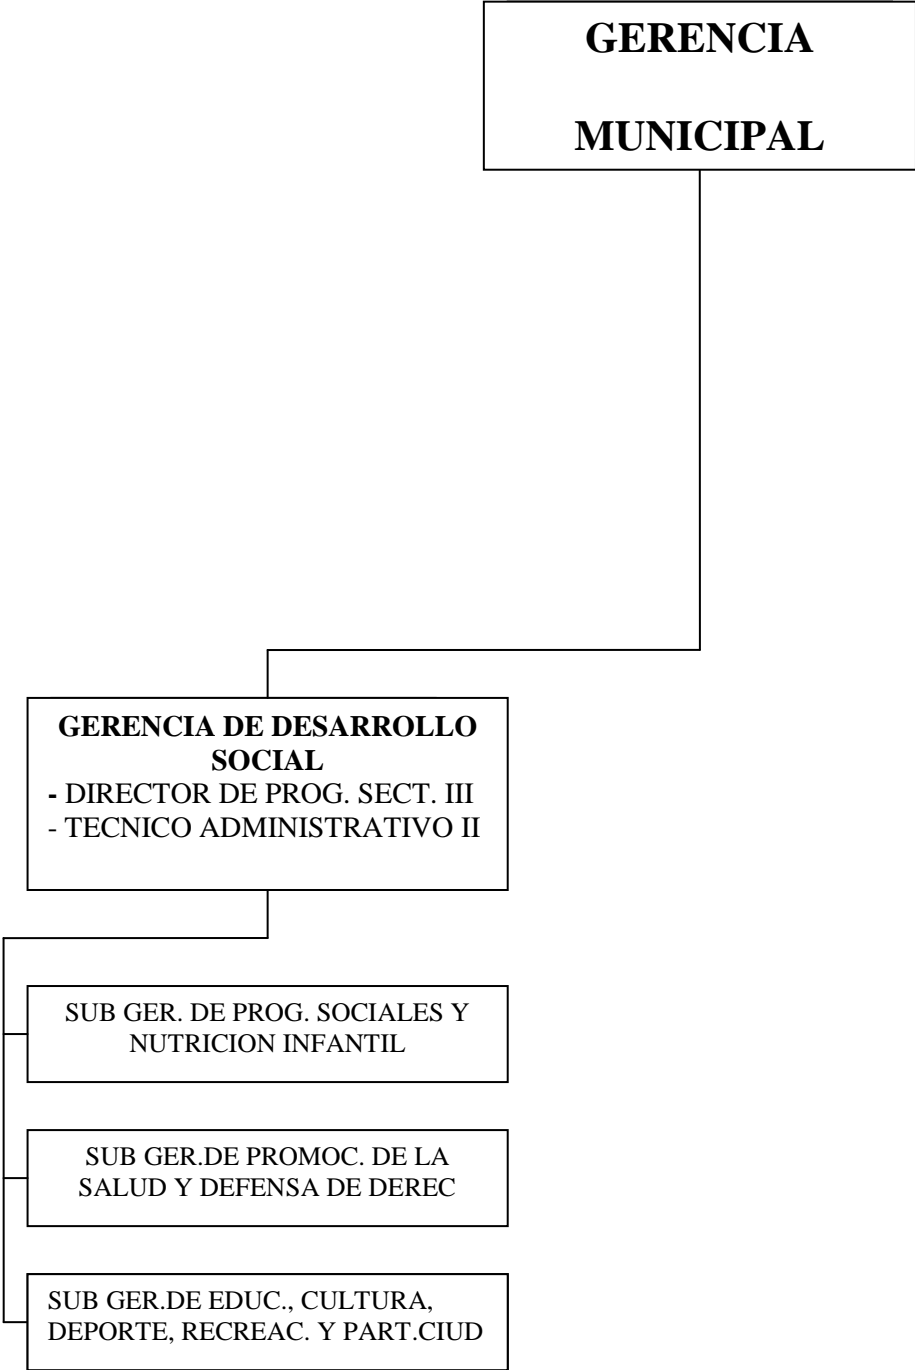 GERENCIA
MUNICIPAL
GERENCIA DE DESARROLLO
SOCIAL
- DIRECTOR DE PROG. SECT. III
- TECNICO ADMINISTRATIVO II
SUB GER. DE PROG. SOCIALES Y
NUTRICION INFANTIL
SUB GER.DE PROMOC. DE LA
SALUD Y DEFENSA DE DEREC
SUB GER.DE EDUC., CULTURA,
DEPORTE, RECREAC. Y PART.CIUD